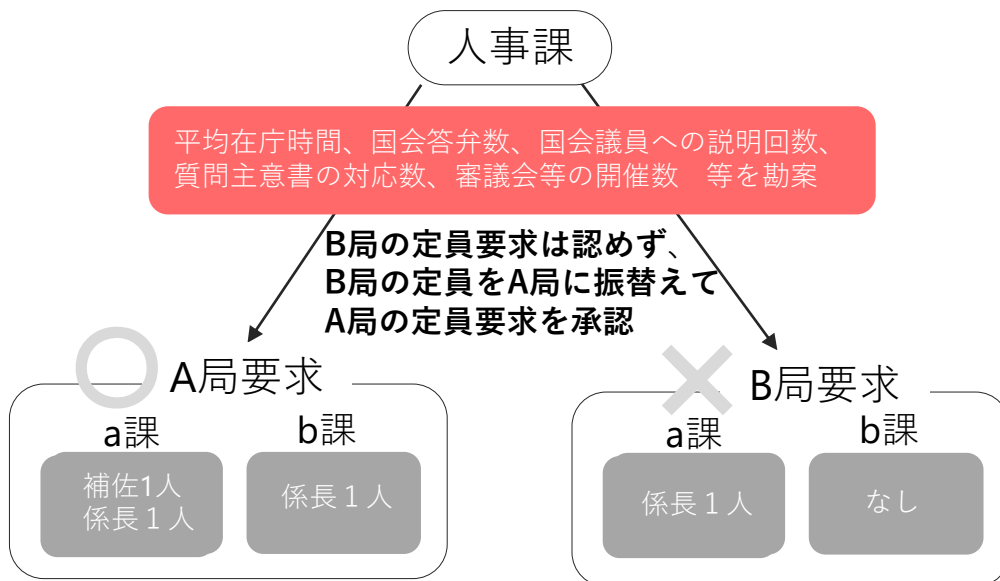 人事課
平均在庁時間、国会答弁数、国会議員への説明回数、
質問主意書の対応数、審議会等の開催数　等を勘案
B局の定員要求は認めず、
B局の定員をA局に振替えて
A局の定員要求を承認
A局要求
a課
b課
補佐1人
係長１人
係長１人
B局要求
a課
b課
係長１人
なし